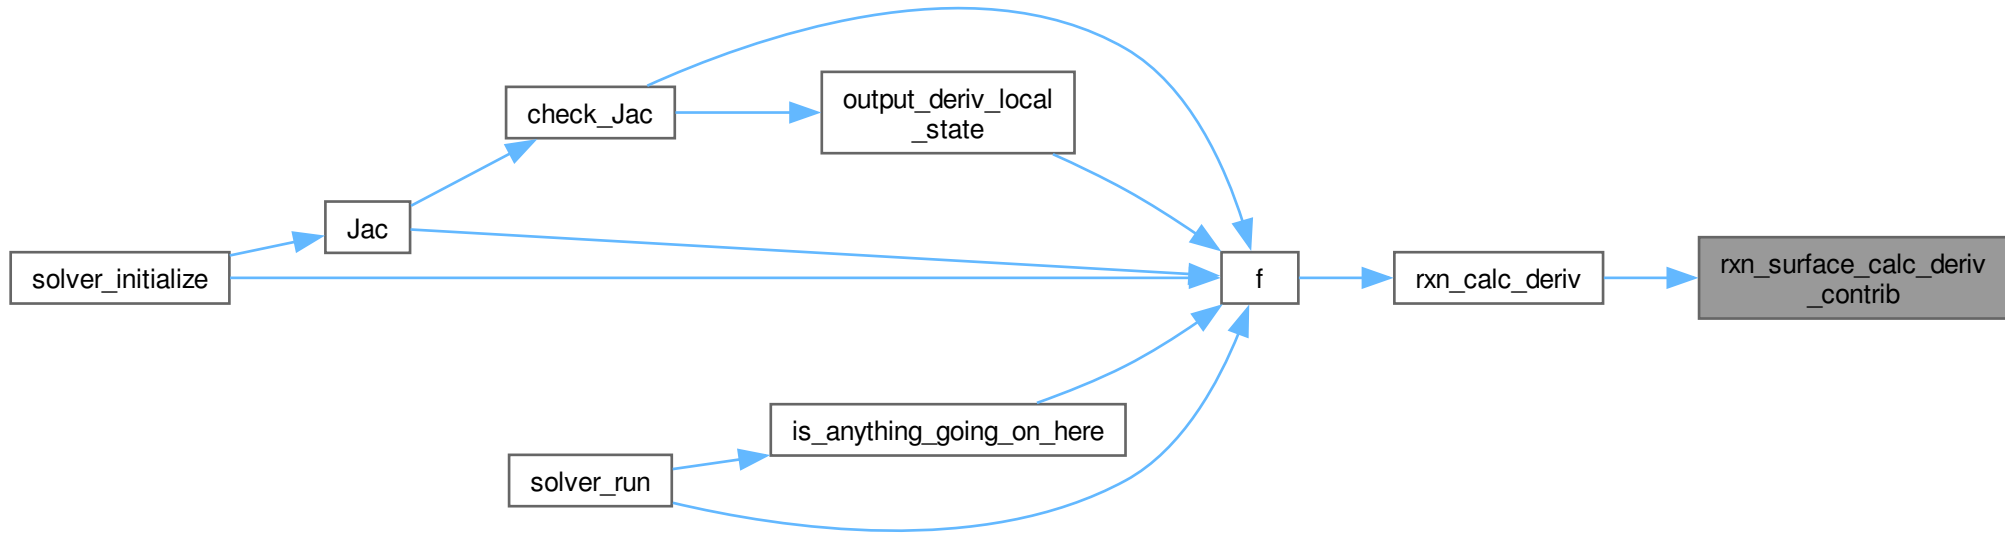 check_Jac
output_deriv_local
_state
Jac
solver_initialize
f
rxn_calc_deriv
rxn_surface_calc_deriv
_contrib
is_anything_going_on_here
solver_run